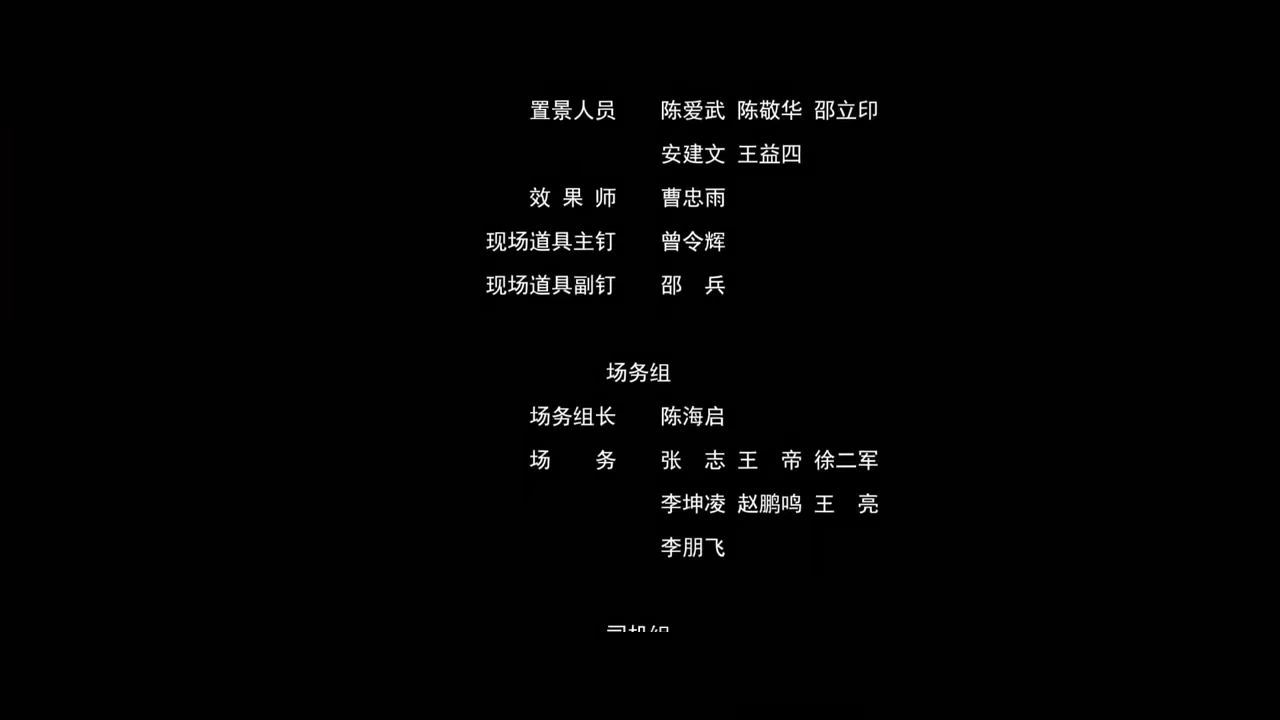 置景人员 陈爱武 陈敬华 邵立印
安建文 王益四
效果师 曹忠雨
现场道具主钉 曾令辉
现场道具副钉 邵 兵
场务组
场务组长 陈海启
场 务 张 志 王 帝 徐二军
李坤凌 赵鹏鸣 王 亮
李朋飞
司机组